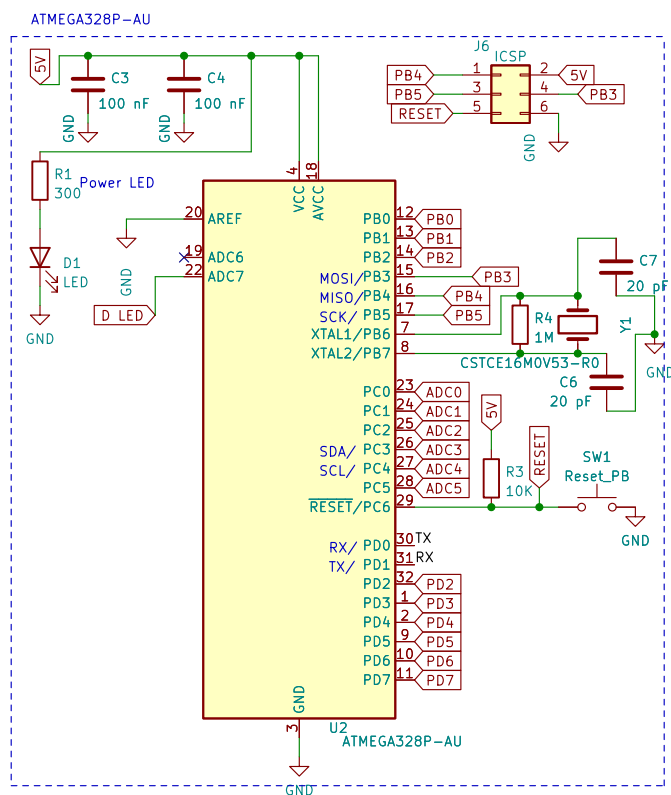 ATMEGA328P-AU
J6
ICSP
5V
C3
100 nF
C4
100 nF
PB4
1
2
5V
PB5
3
4
PB3
RESET
5
6
GND
GND
GND
R1
300
Power LED
4
18
VCC
AVCC
20
AREF
19
ADC6
22
ADC7
GND
D LED
D1
LED
GND
PB0
12
PB0
PB1
13
PB1
PB2
14
PB2
MOSI/
PB3
15
PB3
MISO/
PB4
16
PB4
SCK/
PB5
17
PB5
XTAL1/PB6
7
XTAL2/PB7
8
C7
20 pF
R4
1M
Y1
CSTCE16M0V53-R0
GND
C6
20 pF
PC0
23
ADC0
PC1
24
ADC1
PC2
25
ADC2
SDA/
PC3
26
ADC3
SCL/
PC4
27
ADC4
PC5
28
ADC5
RESET/PC6
29
5V
R3
10K
RESET
SW1
Reset_PB
GND
RX/
PD0
30
TX
TX/
PD1
31
RX
PD2
32
PD2
PD3
1
PD3
PD4
2
PD4
PD5
9
PD5
PD6
10
PD6
PD7
11
PD7
GND
3
U2
ATMEGA328P-AU
GND